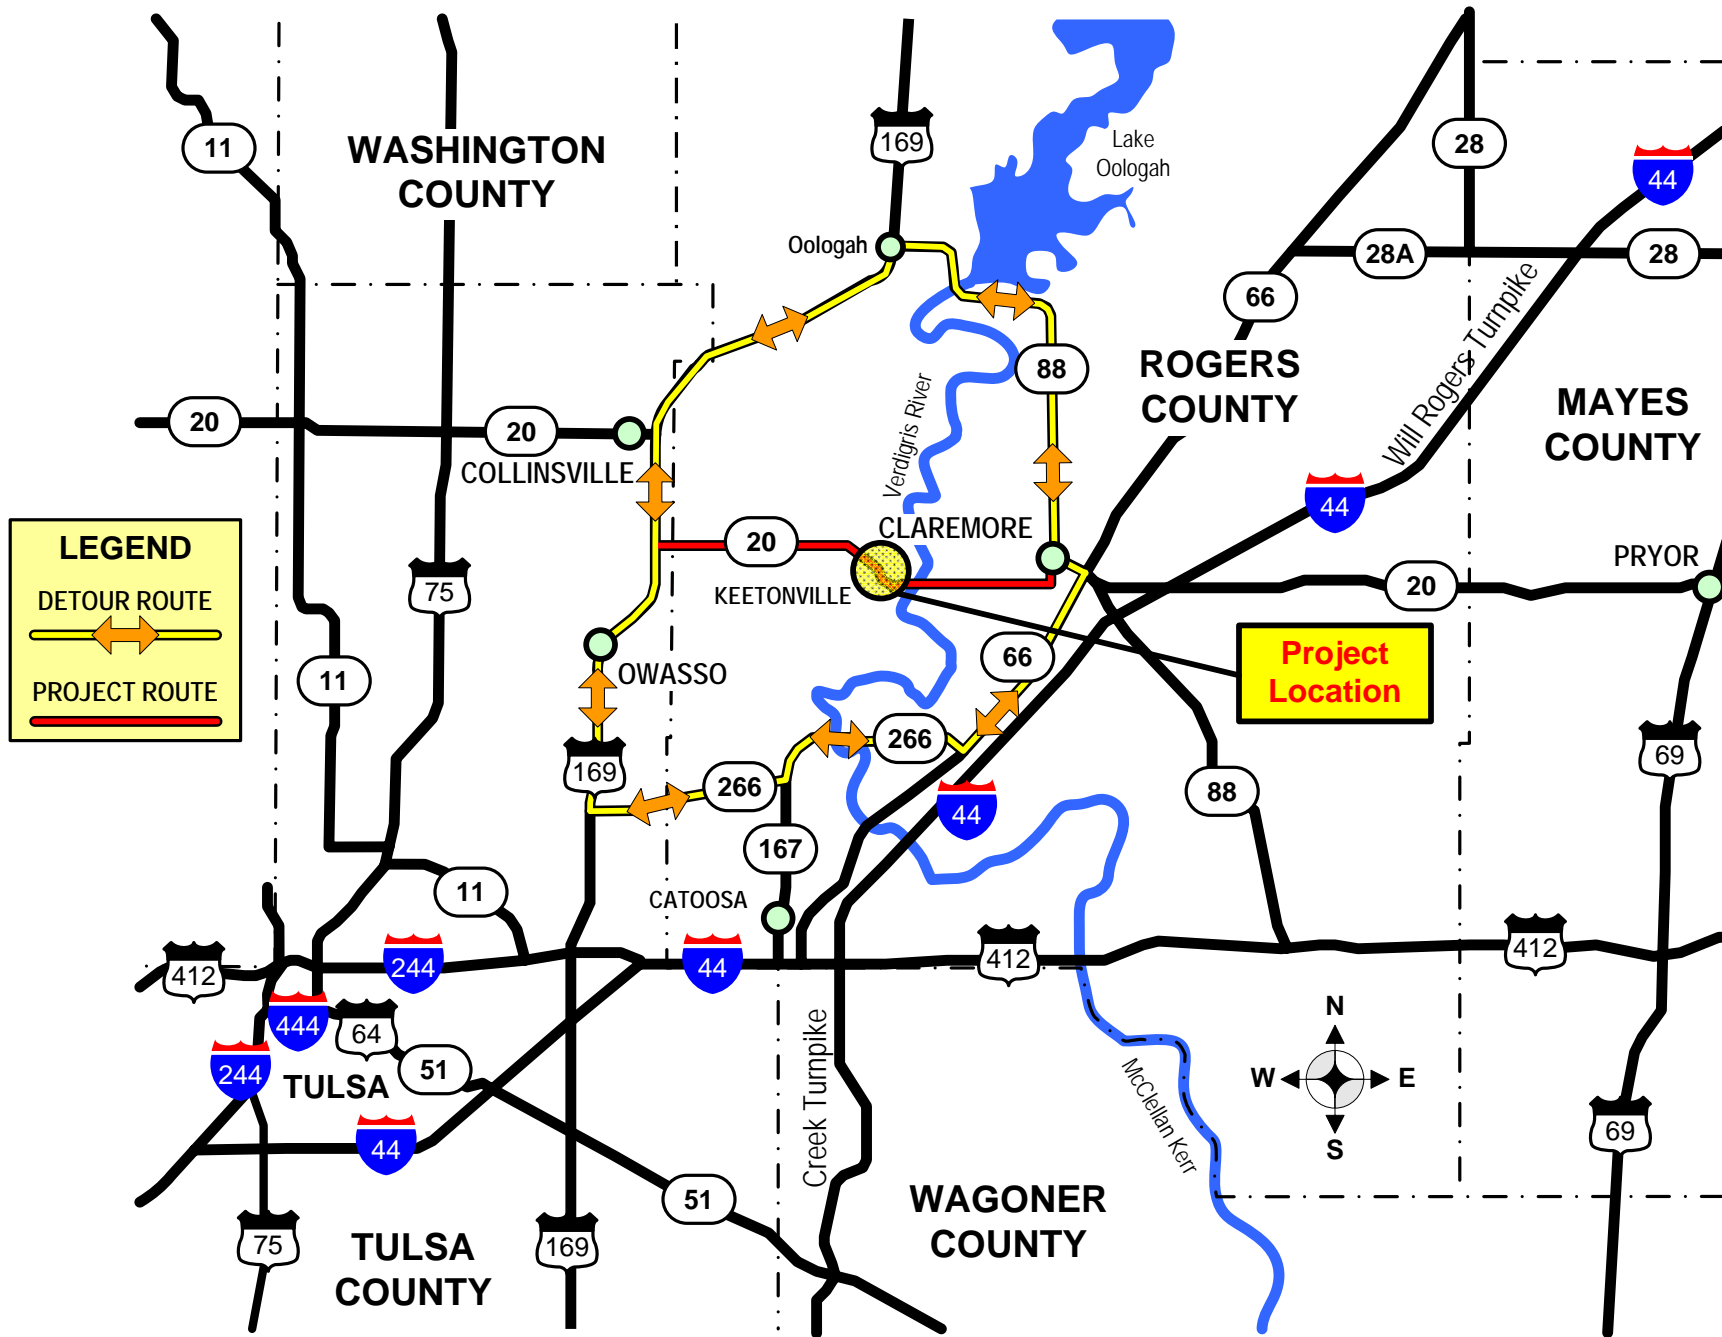 11
WASHINGTON
COUNTY
169
Lake
Oologah
28
44
Oologah
28A
28
66
Will Rogers Turnpike
88
ROGERS
COUNTY
MAYES
COUNTY
Verdigris River
20
20
COLLINSVILLE
44
CLAREMORE
LEGEND
DETOUR ROUTE
PROJECT ROUTE
75
20
KEETONVILLE
PRYOR
20
11
OWASSO
66
Project
Location
169
266
266
69
44
88
167
11
CATOOSA
412
244
44
412
412
444
64
244
TULSA
51
Creek Turnpike
McClellan Kerr
N
W
E
S
44
69
51
WAGONER
COUNTY
75
TULSA
COUNTY
169